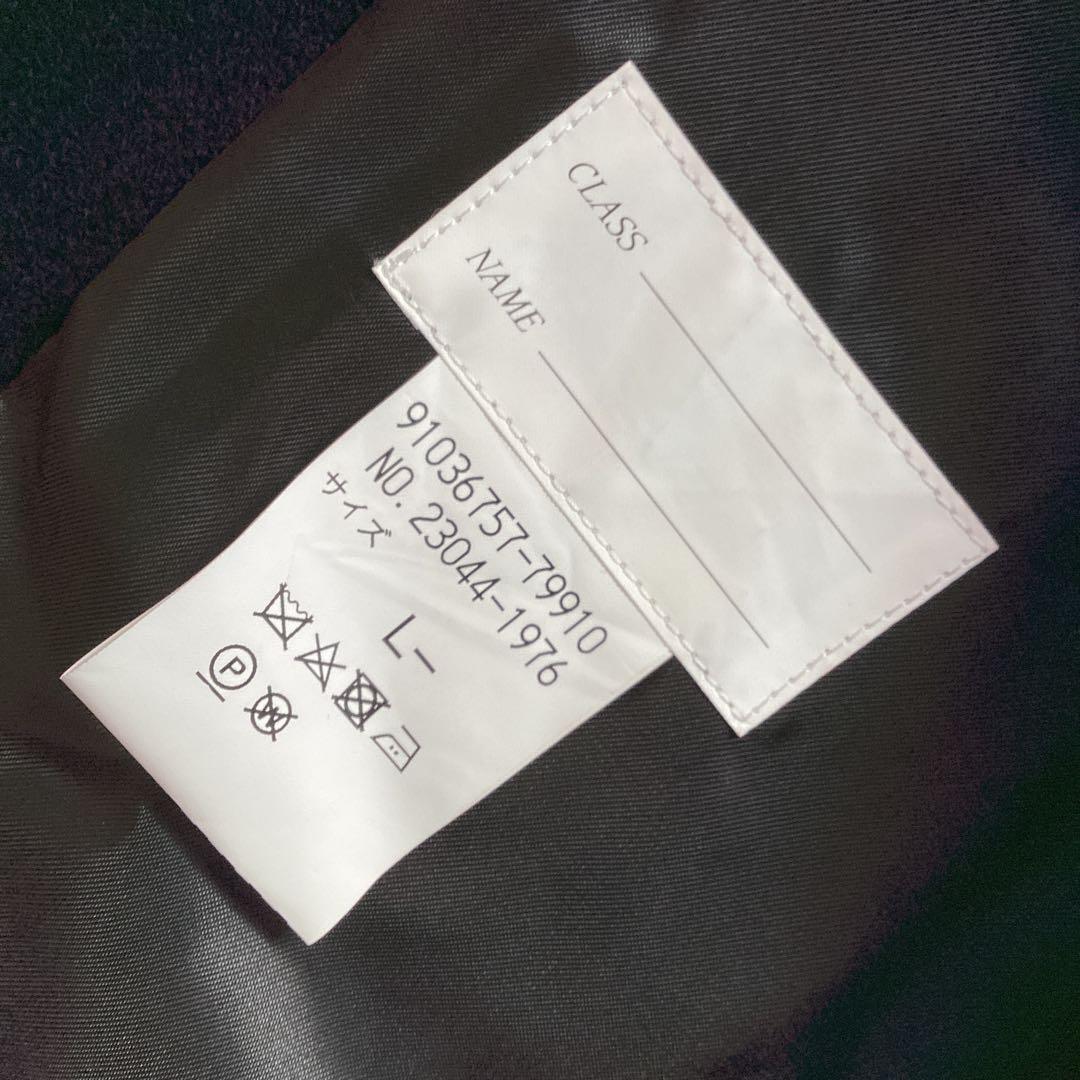 CLASS
NAME
91036757-79910
NO. 23044-1976
サイズ
L-
P
W